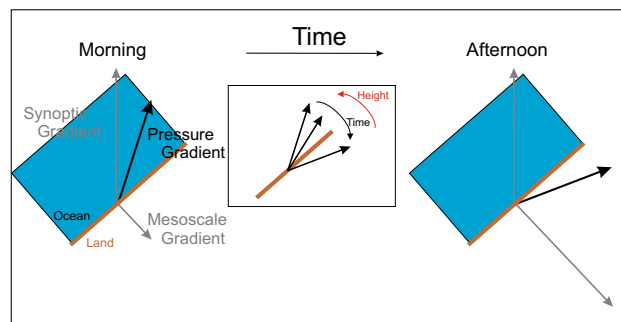 Time
Morning
Afternoon
Synoptic
Gradient
Pressure
Gradient
Height
Time
Ocean
Land
Mesoscale
Gradient